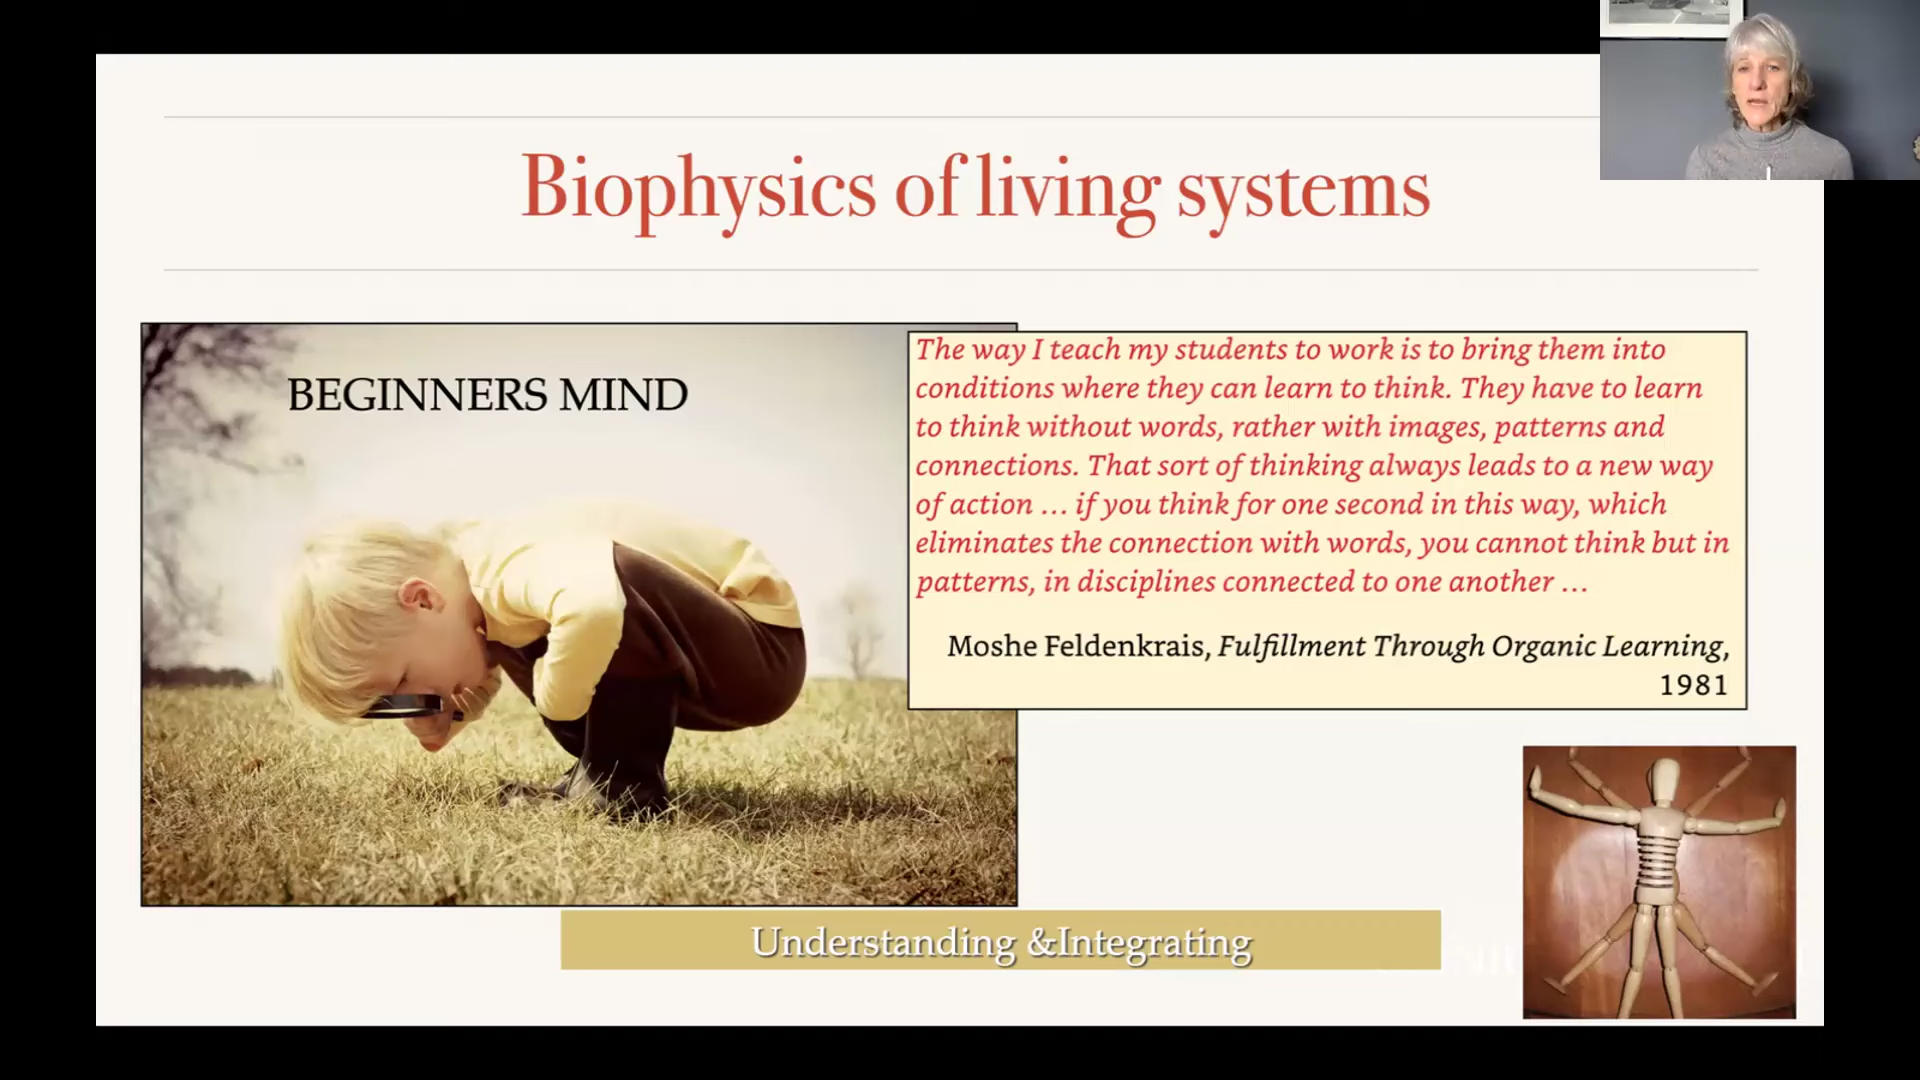 Biophysics of living systems
BEGINNERS MIND
The way I teach my students to work is to bring them into
conditions where they can learn to think. They have to learn
to think without words, rather with images, patterns and
connections. That sort of thinking always leads to a new way
of action ... if you think for one second in this way, which
eliminates the connection with words, you cannot think but in
patterns, in disciplines connected to one another ...
Moshe Feldenkrais, Fulfillment Through Organic Learning,
1981
Understanding &Integrating